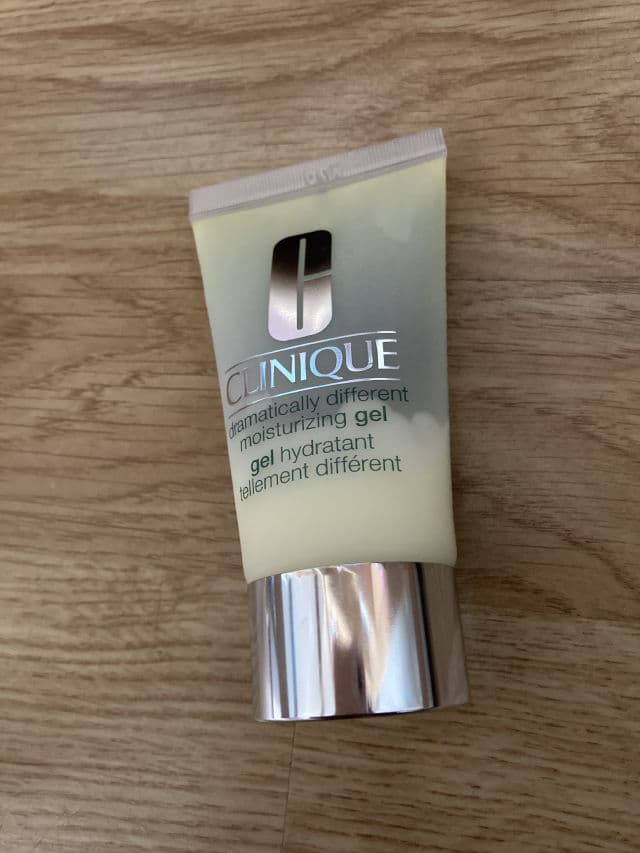 C
CLINIQUE
dramatically different
moisturizing gel
gel hydratant
tellement différent